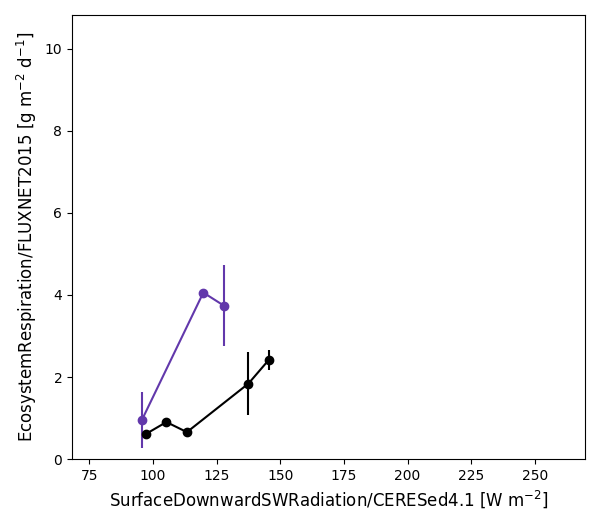 EcosystemRespiration/FLUXNET2015 [g m⁻² d⁻¹]
10
8
6
4
2
0
75 100 125 150 175 200 225 250
SurfaceDownwardSWRadiation/CERESed4.1 [W m⁻²]